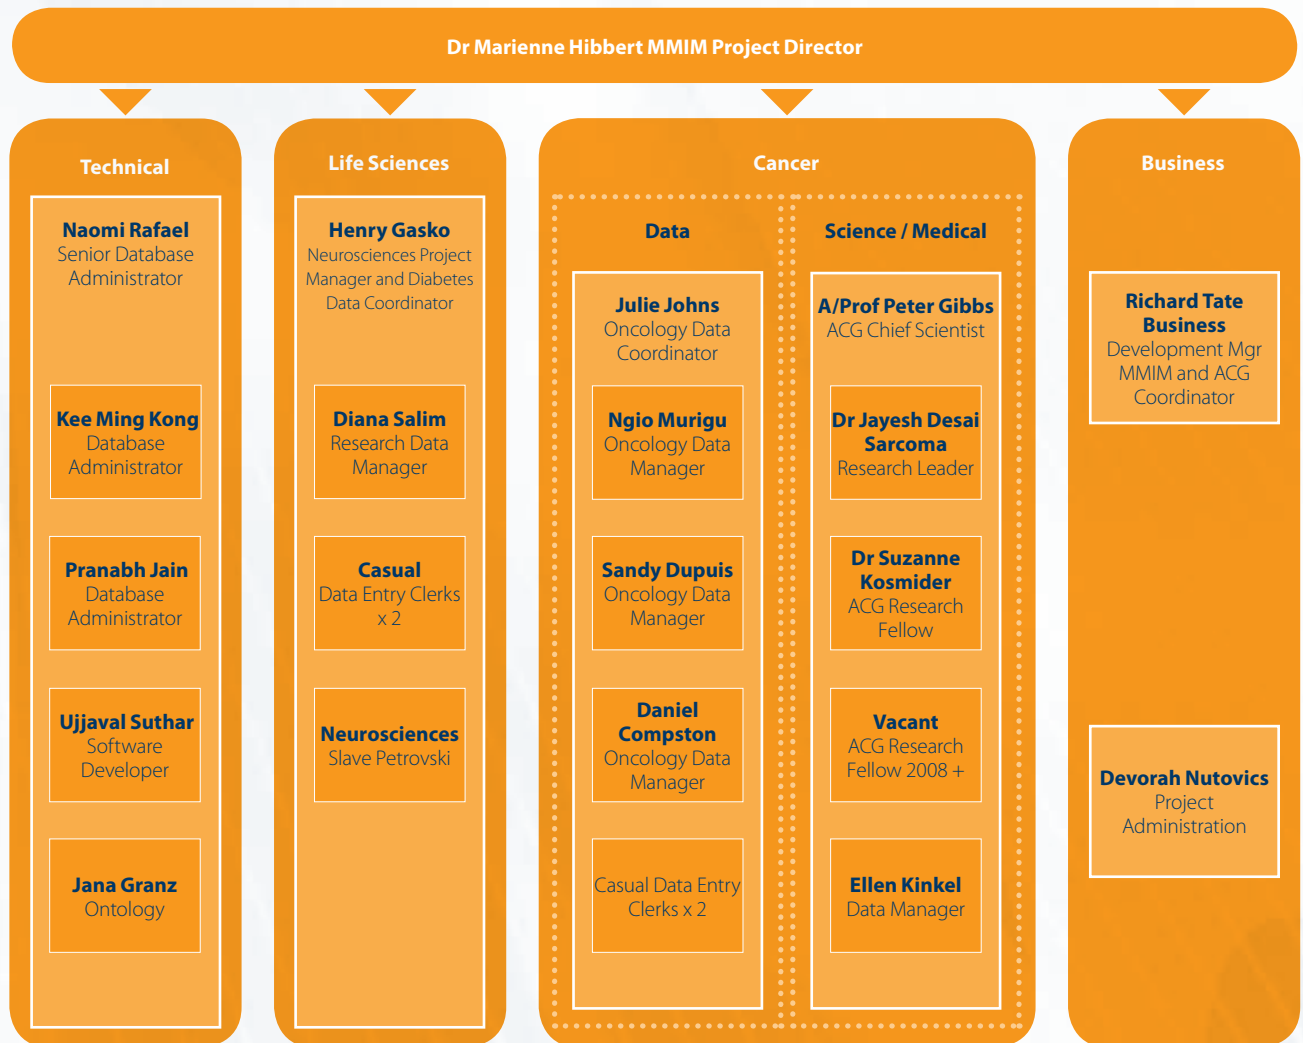 Dr Marienne Hibbert MMIM Project Director
Technical
Naomi Rafael
Senior Database
Administrator
Kee Ming Kong
Database
Administrator
Pranabh Jain
Database
Administrator
Ujjaval Suthar
Software
Developer
Jana Granz
Ontology
Life Sciences
Henry Gasko
Neurosciences Project
Manager and Diabetes
Data Coordinator
Diana Salim
Research Data
Manager
Casual
Data Entry Clerks
x 2
Neurosciences
Slave Petrovski
Cancer
Data
Julie Johns
Oncology Data
Coordinator
Ngio Murigu
Oncology Data
Manager
Sandy Dupuis
Oncology Data
Manager
Daniel
Compston
Oncology Data
Manager
Casual Data Entry
Clerks x 2
Science / Medical
A/Prof Peter Gibbs
ACG Chief Scientist
Dr Jayesh Desai
Sarcoma
Research Leader
Dr Suzanne
Kosmider
ACG Research
Fellow
Vacant
ACG Research
Fellow 2008 +
Ellen Kinkel
Data Manager
Business
Richard Tate
Business
Development Mgr
MMIM and ACG
Coordinator
Devorah Nutovics
Project
Administration